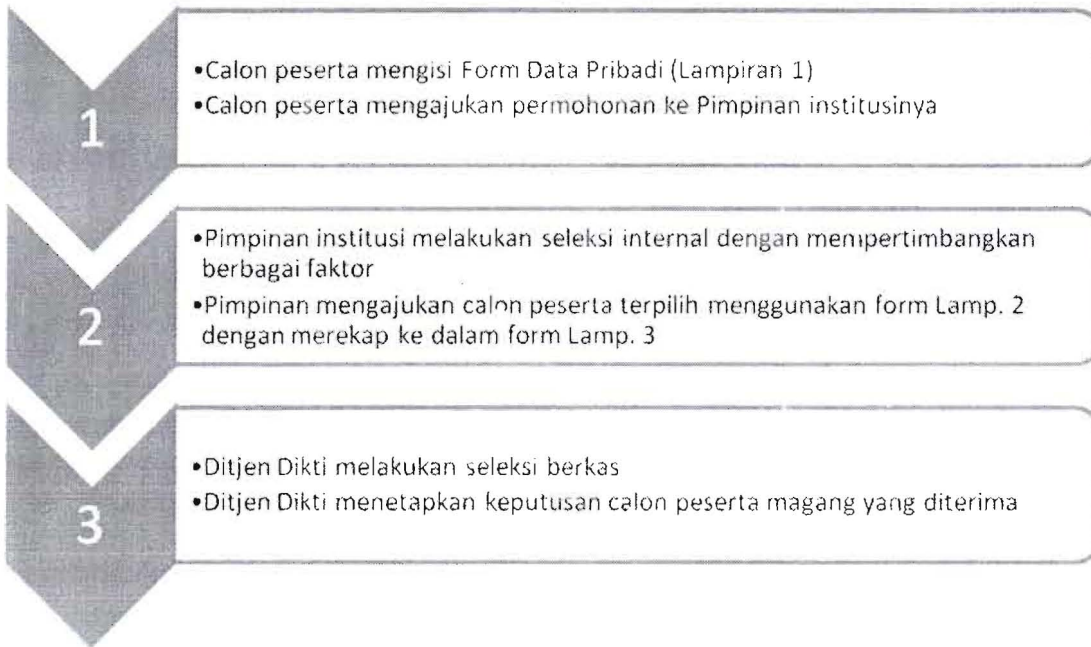 1
•Calon peserta mengisi Form Data Pribadi (Lampiran 1)
•Calon peserta mengajukan permohonan ke Pimpinan institusinya
2
•Pimpinan institusi melakukan seleksi internal dengan mempertimbangkan
berbagai faktor
•Pimpinan mengajukan calon peserta terpilih menggunakan form Lamp. 2
dengan merekap ke dalam form Lamp. 3
3
•Ditjen Dikti melakukan seleksi berkas
•Ditjen Dikti menetapkan keputusan calon peserta magang yang diterima